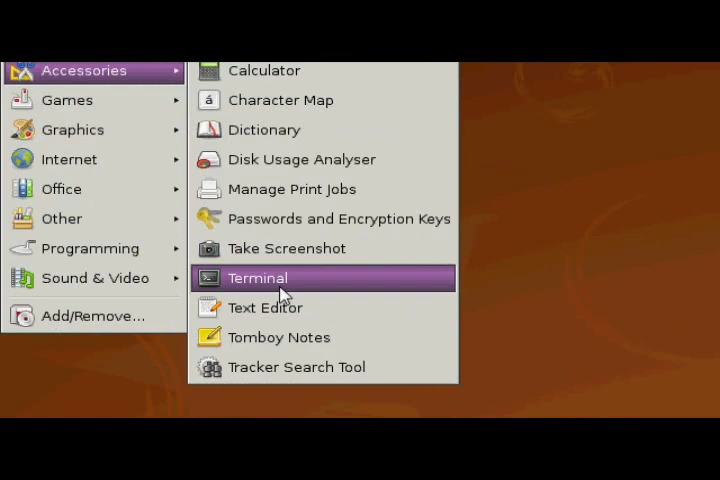 Accessories
Games
Graphics
Internet
Office
Other
Programming
Sound & Video
Add/Remove...
Calculator
Character Map
Dictionary
Disk Usage Analyser
Manage Print Jobs
Passwords and Encryption Keys
Take Screenshot
Terminal
Text Editor
Tomboy Notes
Tracker Search Tool